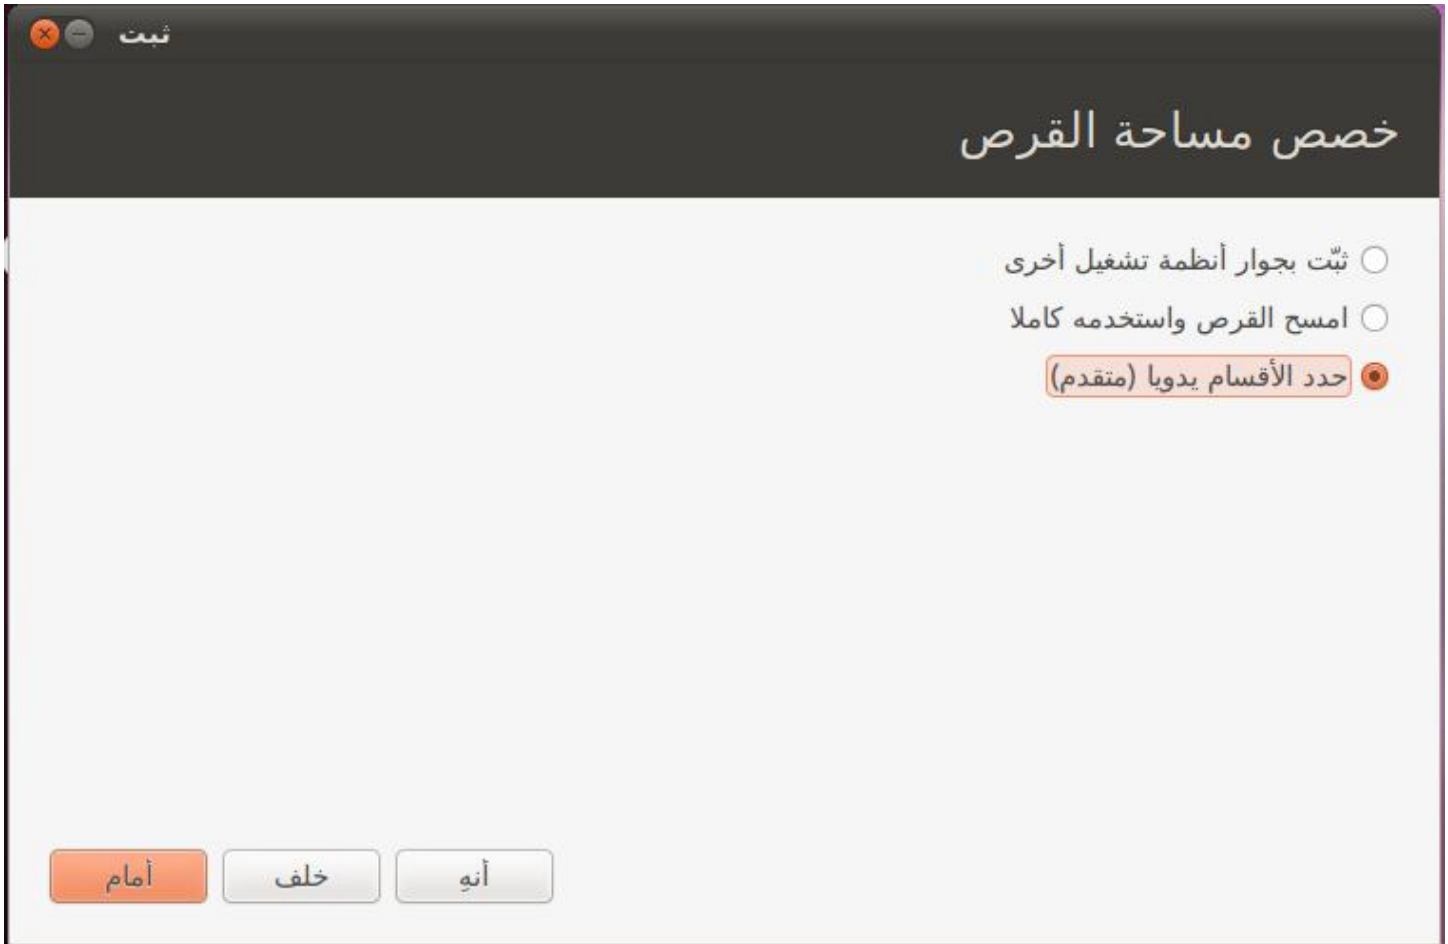 ثبت
خصص مساحة القرص
ثبّت بجوار أنظمة تشغيل أخرى
امسح القرص واستخدمه كاملا
حدد الأقسام يدويا (متقدم)
أنهِ خلف أمام